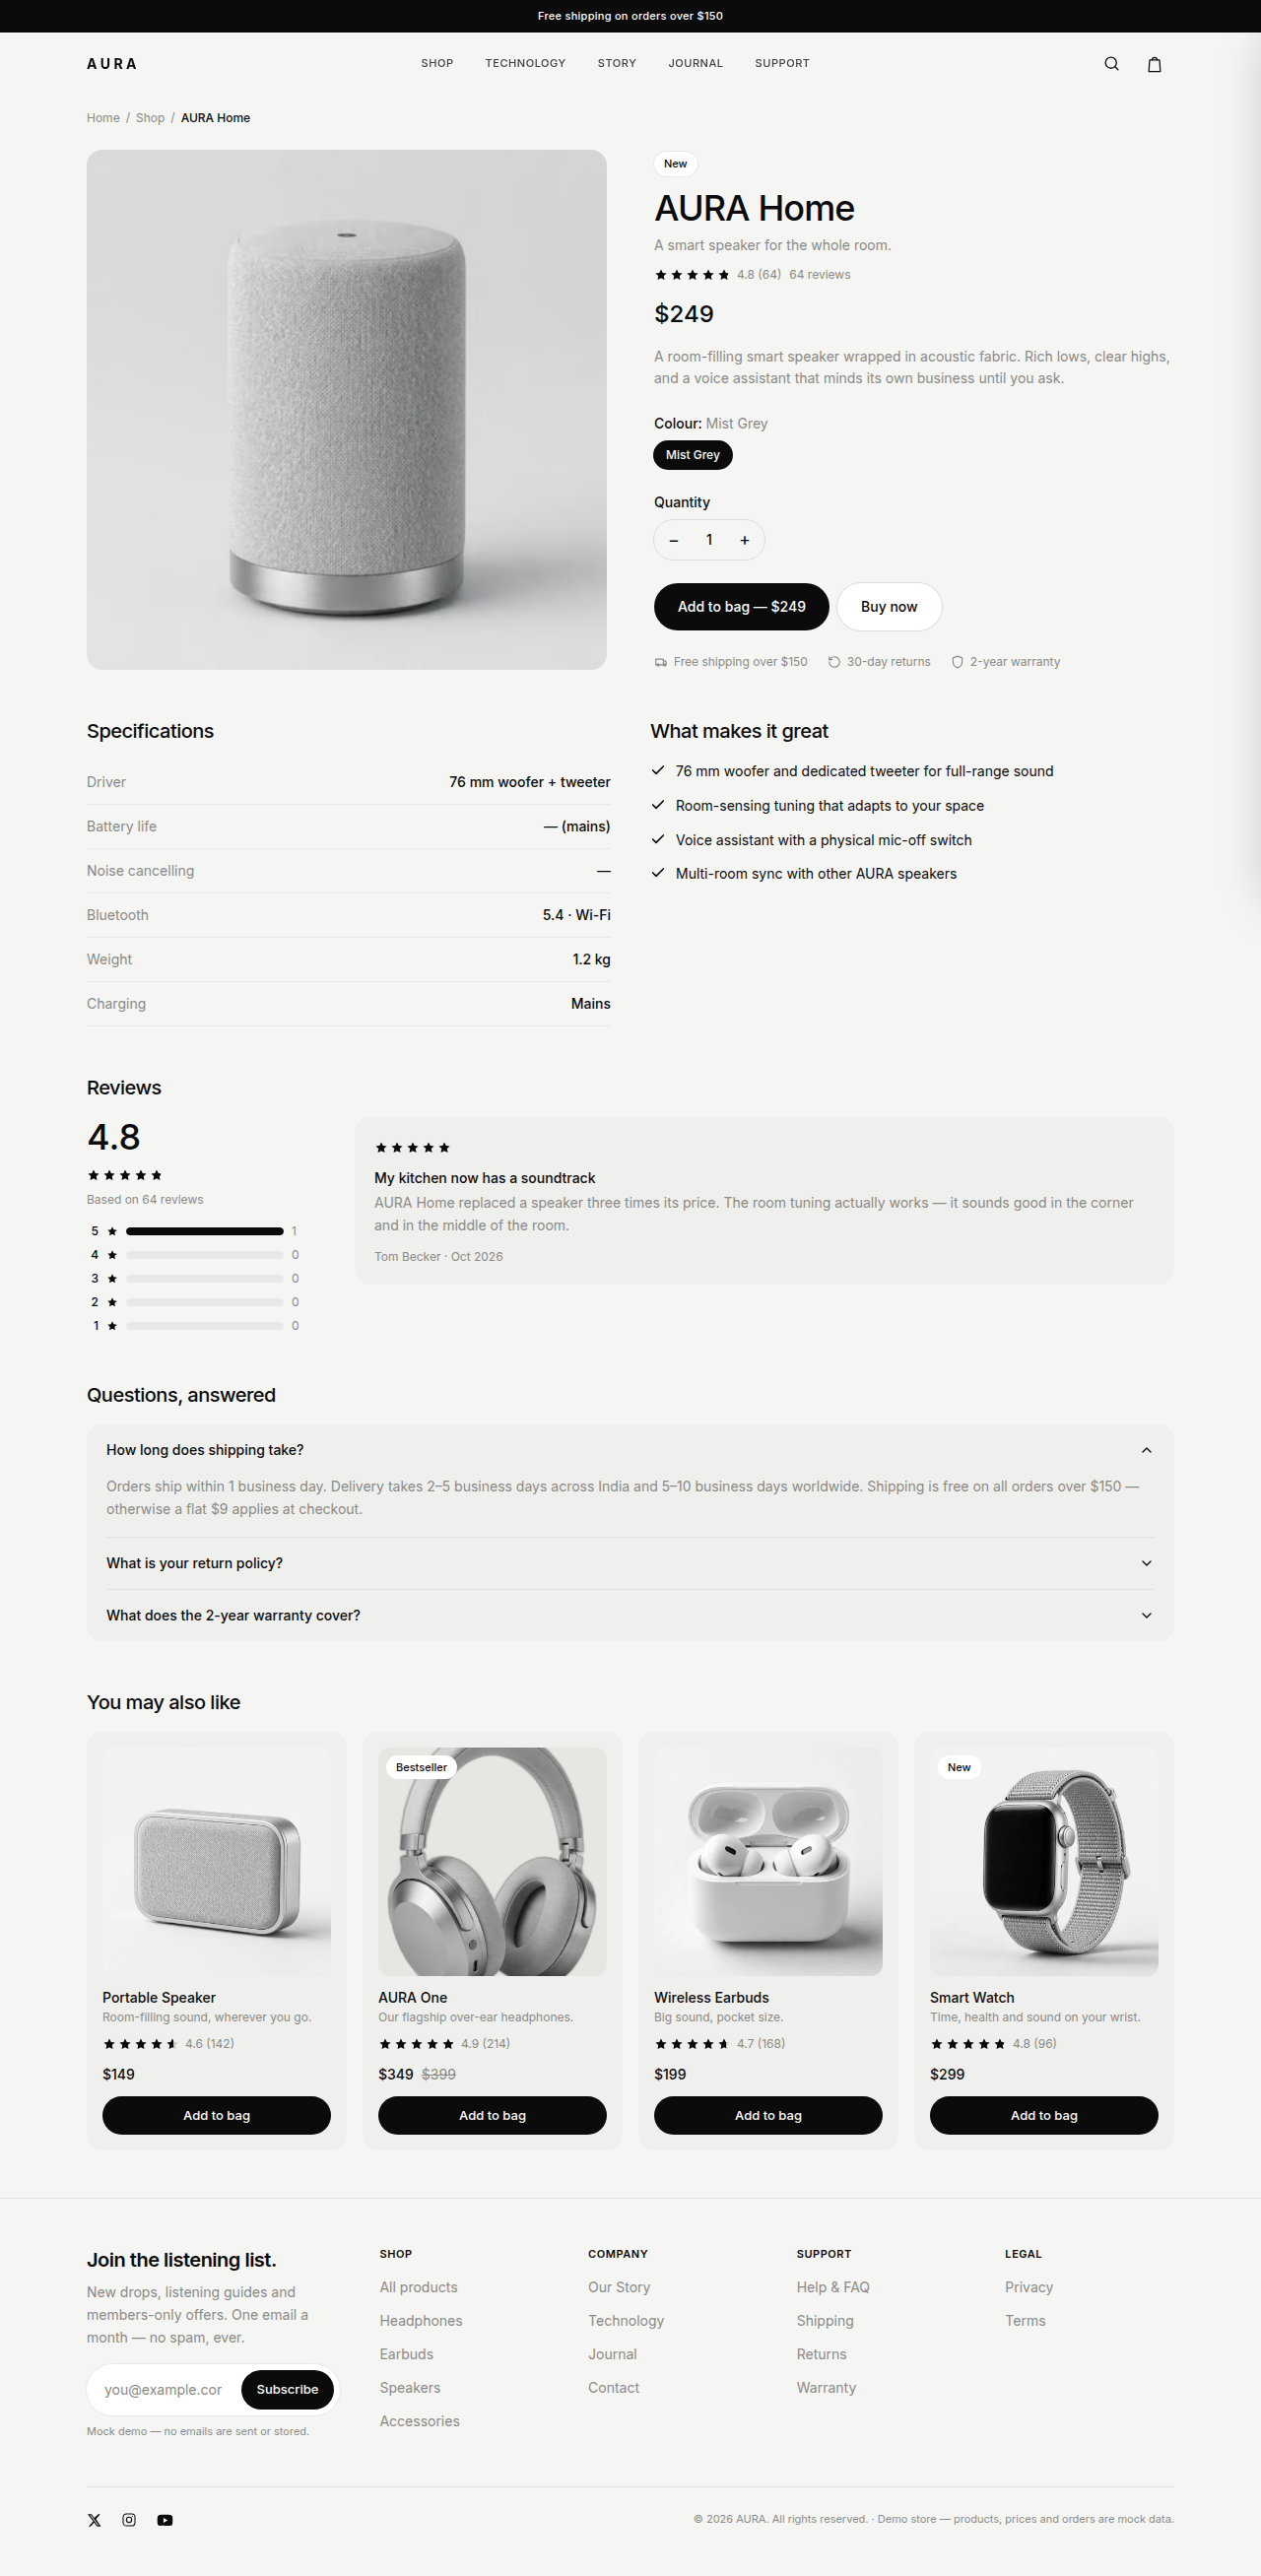 Free shipping on orders over $150
AURA
SHOP TECHNOLOGY STORY JOURNAL SUPPORT
Home / Shop / AURA Home
New
AURA Home
A smart speaker for the whole room.
4.8 (64) 64 reviews
$249
A room-filling smart speaker wrapped in acoustic fabric. Rich lows, clear highs,
and a voice assistant that minds its own business until you ask.
Colour: Mist Grey
Mist Grey
Quantity
− 1 +
Add to bag — $249 Buy now
Free shipping over $150 30-day returns 2-year warranty
Specifications
Driver 76 mm woofer + tweeter
Battery life — (mains)
Noise cancelling —
Bluetooth 5.4 · Wi-Fi
Weight 1.2 kg
Charging Mains
What makes it great
76 mm woofer and dedicated tweeter for full-range sound
Room-sensing tuning that adapts to your space
Voice assistant with a physical mic-off switch
Multi-room sync with other AURA speakers
Reviews
4.8
Based on 64 reviews
5 1
4 0
3 0
2 0
1 0
My kitchen now has a soundtrack
AURA Home replaced a speaker three times its price. The room tuning actually works — it sounds good in the corner
and in the middle of the room.
Tom Becker · Oct 2026
Questions, answered
How long does shipping take?
Orders ship within 1 business day. Delivery takes 2–5 business days across India and 5–10 business days worldwide. Shipping is free on all orders over $150 —
otherwise a flat $9 applies at checkout.
What is your return policy?
What does the 2-year warranty cover?
You may also like
Portable Speaker
Room-filling sound, wherever you go.
4.6 (142)
$149
Add to bag
Bestseller
AURA One
Our flagship over-ear headphones.
4.9 (214)
$349 $399
Add to bag
Wireless Earbuds
Big sound, pocket size.
4.7 (168)
$199
Add to bag
New
Smart Watch
Time, health and sound on your wrist.
4.8 (96)
$299
Add to bag
Join the listening list.
New drops, listening guides and
members-only offers. One email a
month — no spam, ever.
you@example.cor Subscribe
Mock demo — no emails are sent or stored.
SHOP
All products
Headphones
Earbuds
Speakers
Accessories
COMPANY
Our Story
Technology
Journal
Contact
SUPPORT
Help & FAQ
Shipping
Returns
Warranty
LEGAL
Privacy
Terms
© 2026 AURA. All rights reserved. · Demo store — products, prices and orders are mock data.